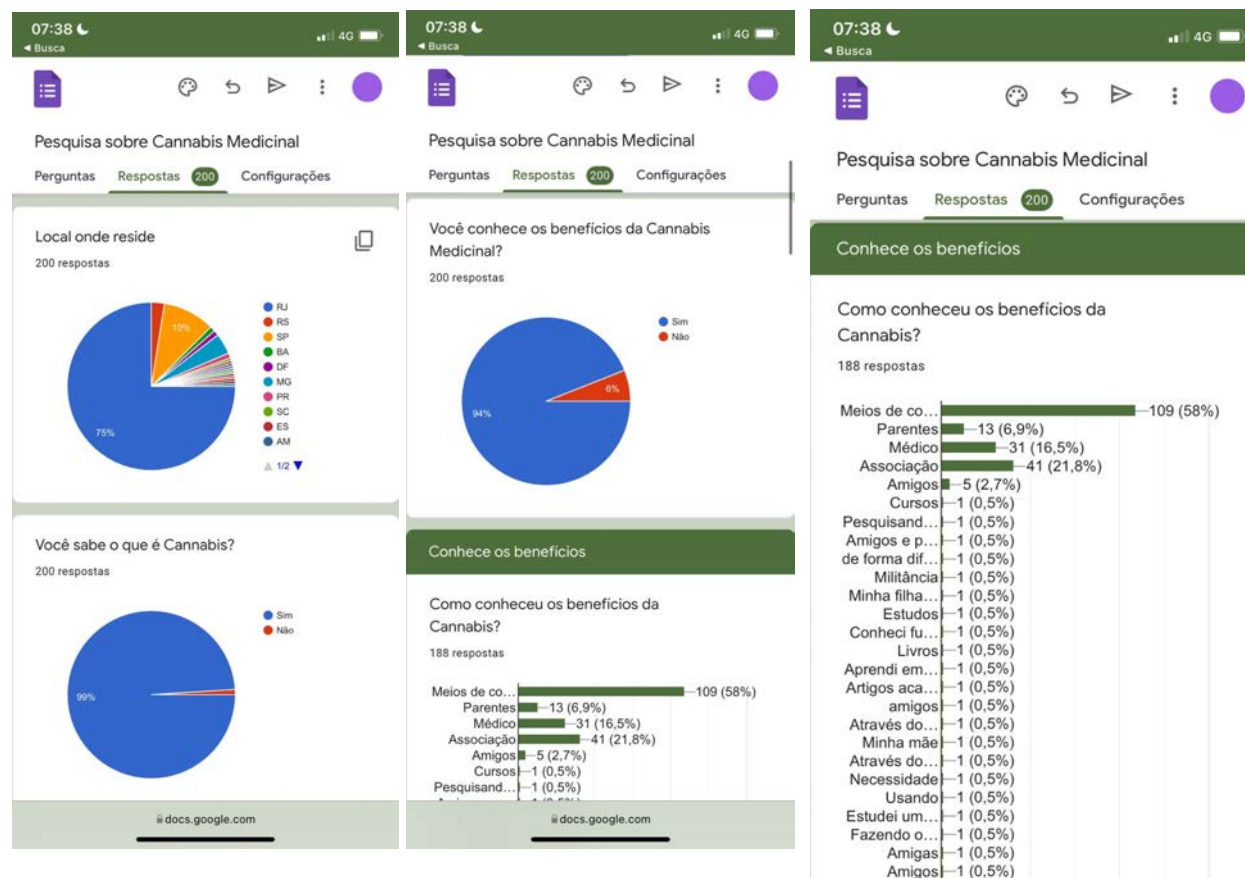 07:38
4G
◄ Busca
Pesquisa sobre Cannabis Medicinal
Perguntas Respostas 200 Configurações
Local onde reside
200 respostas
RJ
RS
SP
BA
DF
MG
PR
SC
ES
AM
1/2
10%
75%
Você sabe o que é Cannabis?
200 respostas
Sim
Não
99%
docs.google.com
07:38
4G
◄ Busca
Pesquisa sobre Cannabis Medicinal
Perguntas Respostas 200 Configurações
Você conhece os benefícios da Cannabis
Medicinal?
200 respostas
Sim
Não
6%
94%
Conhece os benefícios
Como conheceu os benefícios da
Cannabis?
188 respostas
Meios de co... 109 (58%)
Parentes 13 (6,9%)
Médico 31 (16,5%)
Associação 41 (21,8%)
Amigos 5 (2,7%)
Cursos 1 (0,5%)
Pesquisand... 1 (0,5%)
docs.google.com
07:38
4G
◄ Busca
Pesquisa sobre Cannabis Medicinal
Perguntas Respostas 200 Configurações
Conhece os benefícios
Como conheceu os benefícios da
Cannabis?
188 respostas
Meios de co... 109 (58%)
Parentes 13 (6,9%)
Médico 31 (16,5%)
Associação 41 (21,8%)
Amigos 5 (2,7%)
Cursos 1 (0,5%)
Pesquisand... 1 (0,5%)
Amigos e p... 1 (0,5%)
de forma dif... 1 (0,5%)
Militância 1 (0,5%)
Minha filha... 1 (0,5%)
Estudos 1 (0,5%)
Conheci fu... 1 (0,5%)
Livros 1 (0,5%)
Aprendi em... 1 (0,5%)
Artigos aca... 1 (0,5%)
amigos 1 (0,5%)
Através do... 1 (0,5%)
Minha mãe 1 (0,5%)
Através do... 1 (0,5%)
Necessidade 1 (0,5%)
Usando 1 (0,5%)
Estudei um... 1 (0,5%)
Fazendo o... 1 (0,5%)
Amigas 1 (0,5%)
Amigos 1 (0,5%)